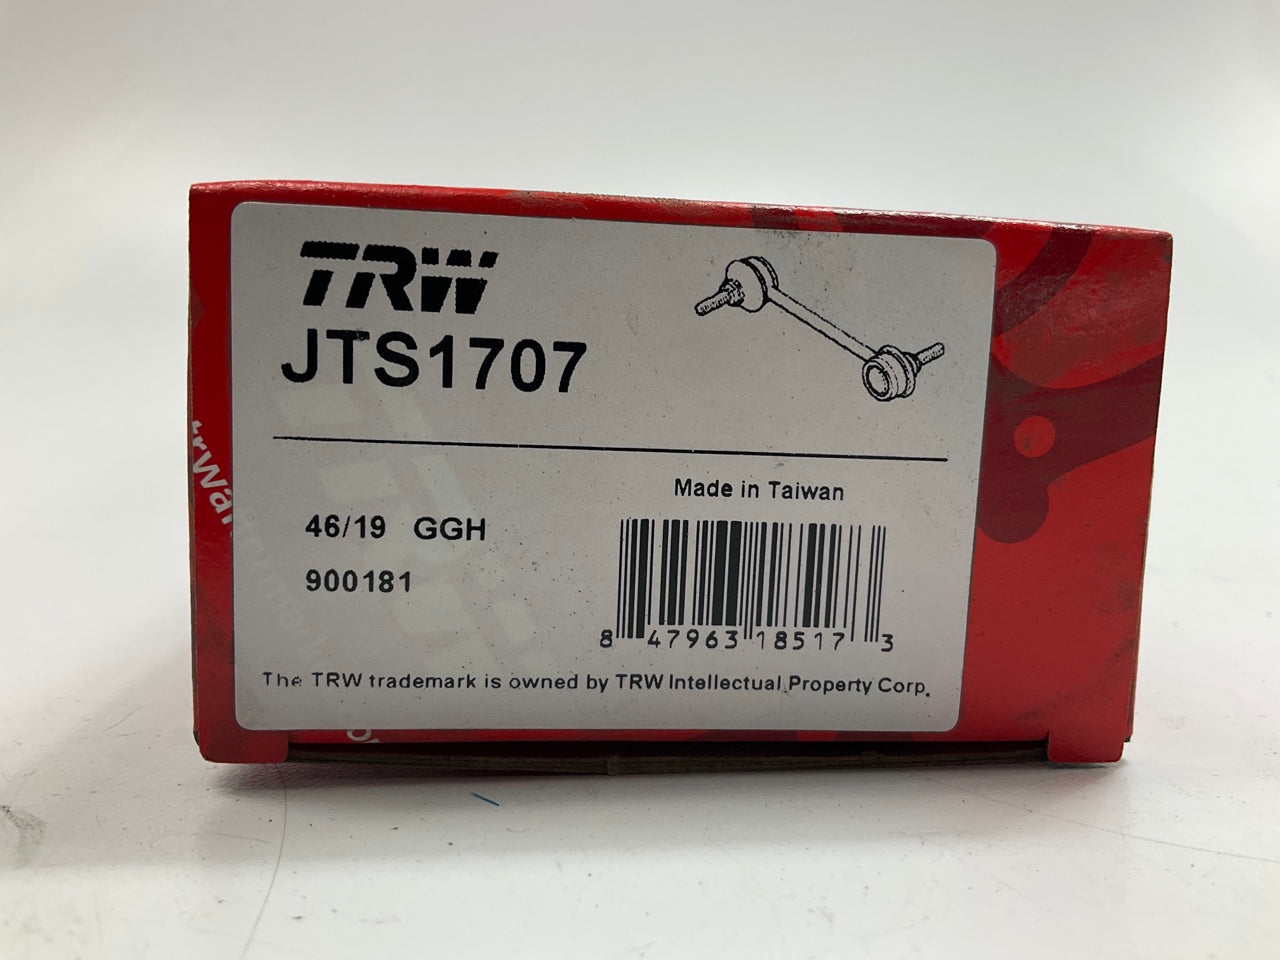 TRW
JTS1707
Made in Taiwan
46/19 GGH
900181
8 47963 18517 3
The TRW trademark is owned by TRW Intellectual Property Corp.